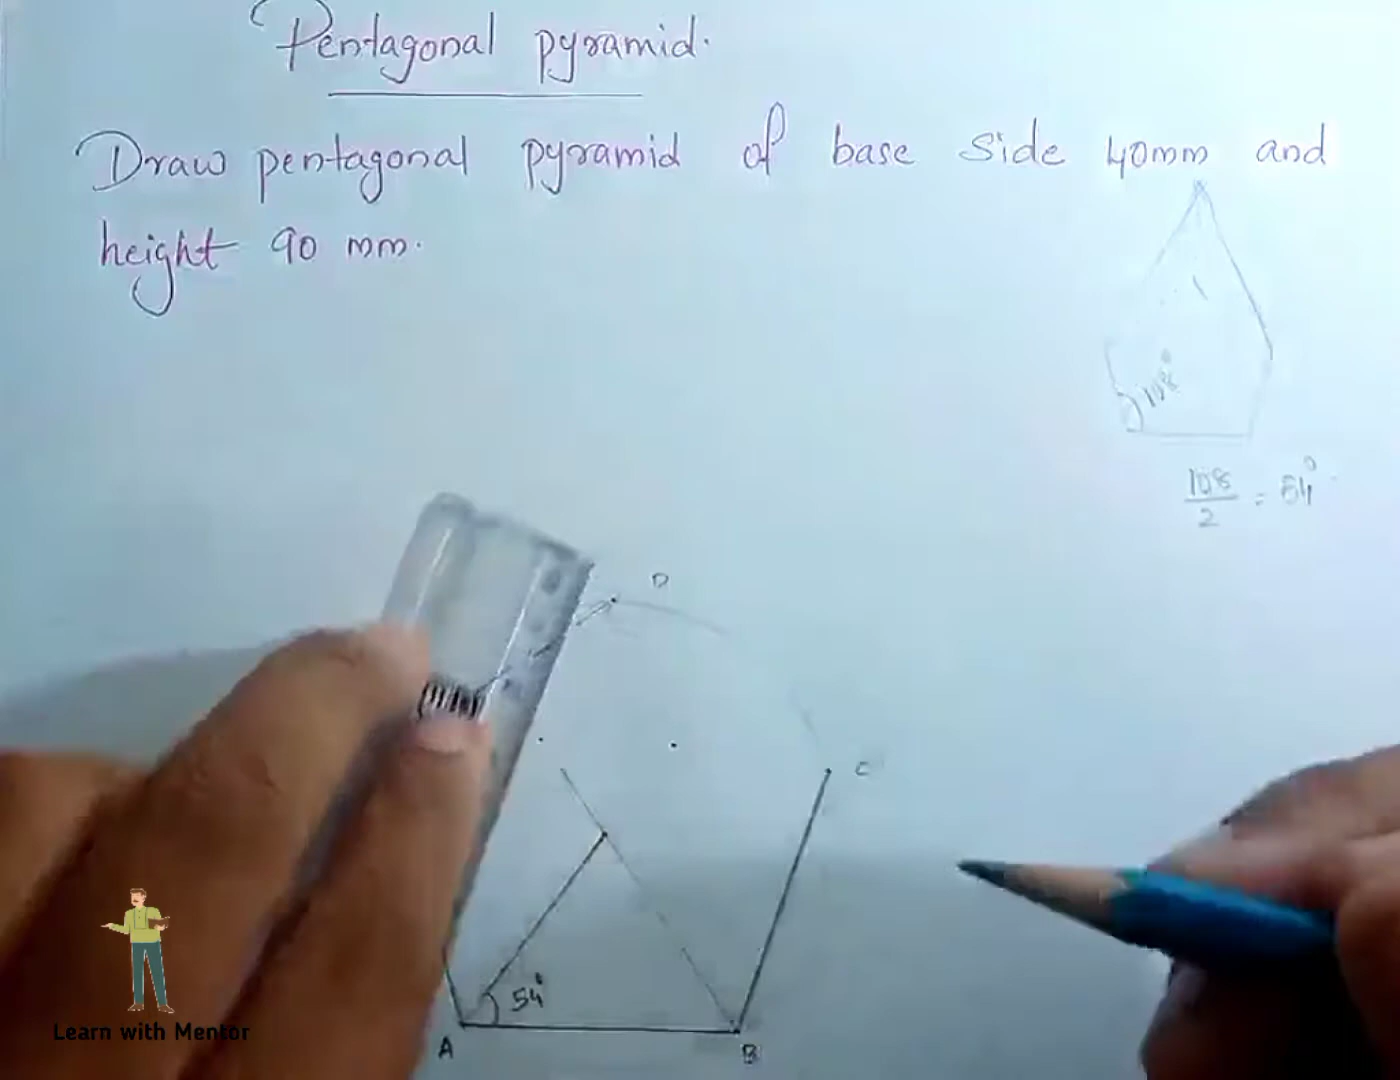 Pentagonal pyramid.
Draw pentagonal pyramid of base side 40mm and
height 90 mm.
108°
108/2 = 54°
D
C
54°
A
B
Learn with Mentor